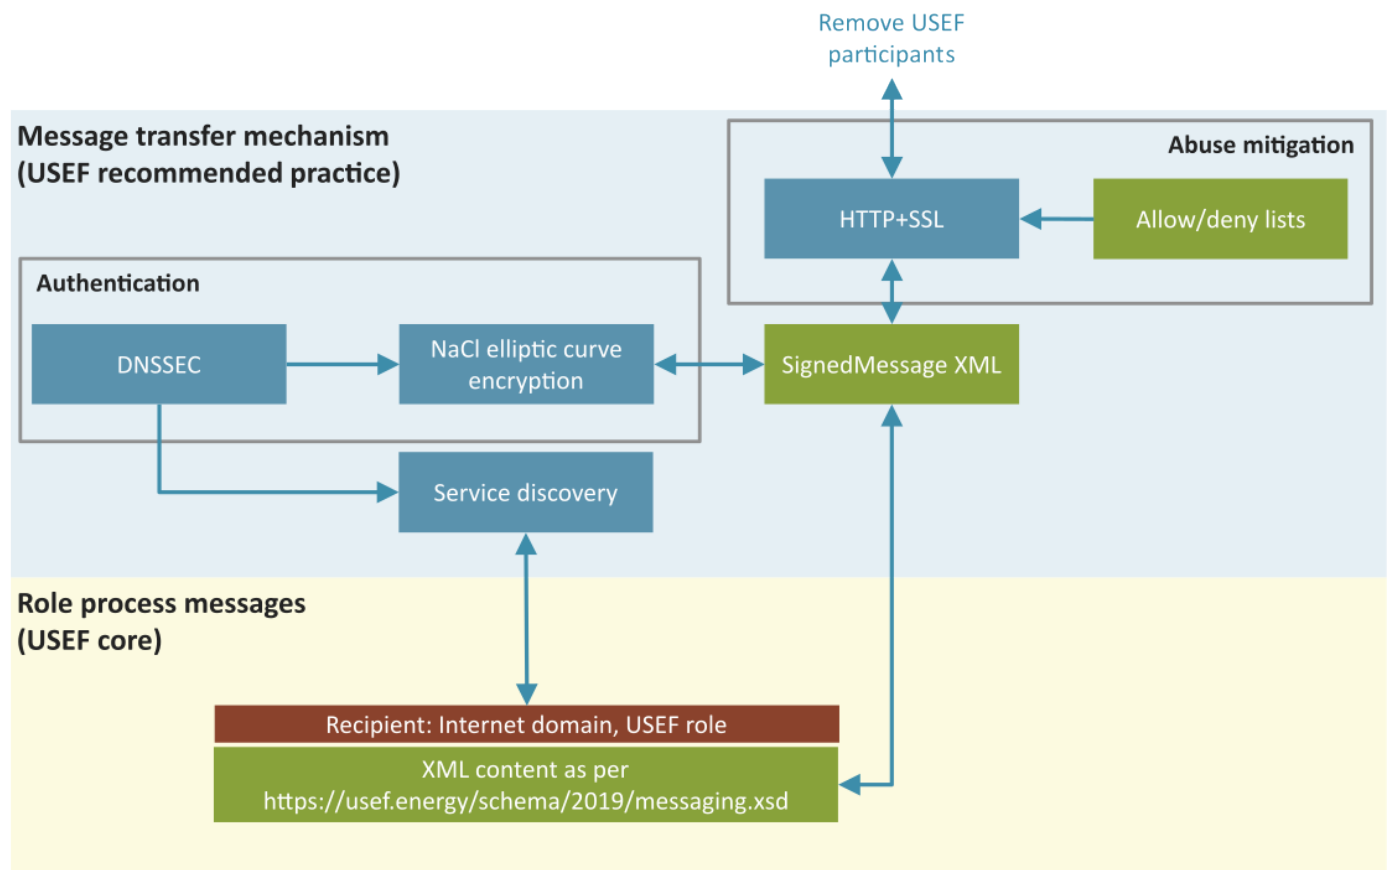 Remove USEF
participants
Message transfer mechanism
(USEF recommended practice)
Abuse mitigation
HTTP+SSL
Allow/deny lists
Authentication
DNSSEC
NaCl elliptic curve
encryption
SignedMessage XML
Service discovery
Role process messages
(USEF core)
Recipient: Internet domain, USEF role
XML content as per
https://usef.energy/schema/2019/messaging.xsd